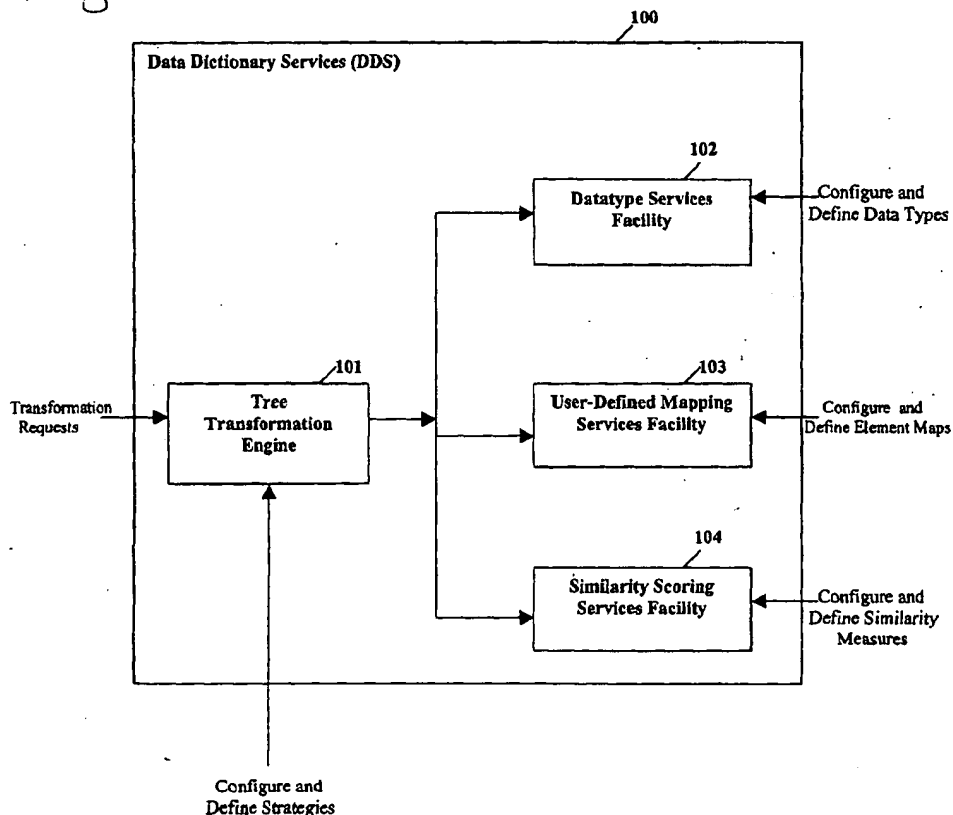 100
Data Dictionary Services (DDS)
102
Datatype Services
Facility
Configure and
Define Data Types
101
Tree
Transformation
Engine
Transformation
Requests
103
User-Defined Mapping
Services Facility
Configure and
Define Element Maps
104
Similarity Scoring
Services Facility
Configure and
Define Similarity
Measures
Configure and
Define Strategies